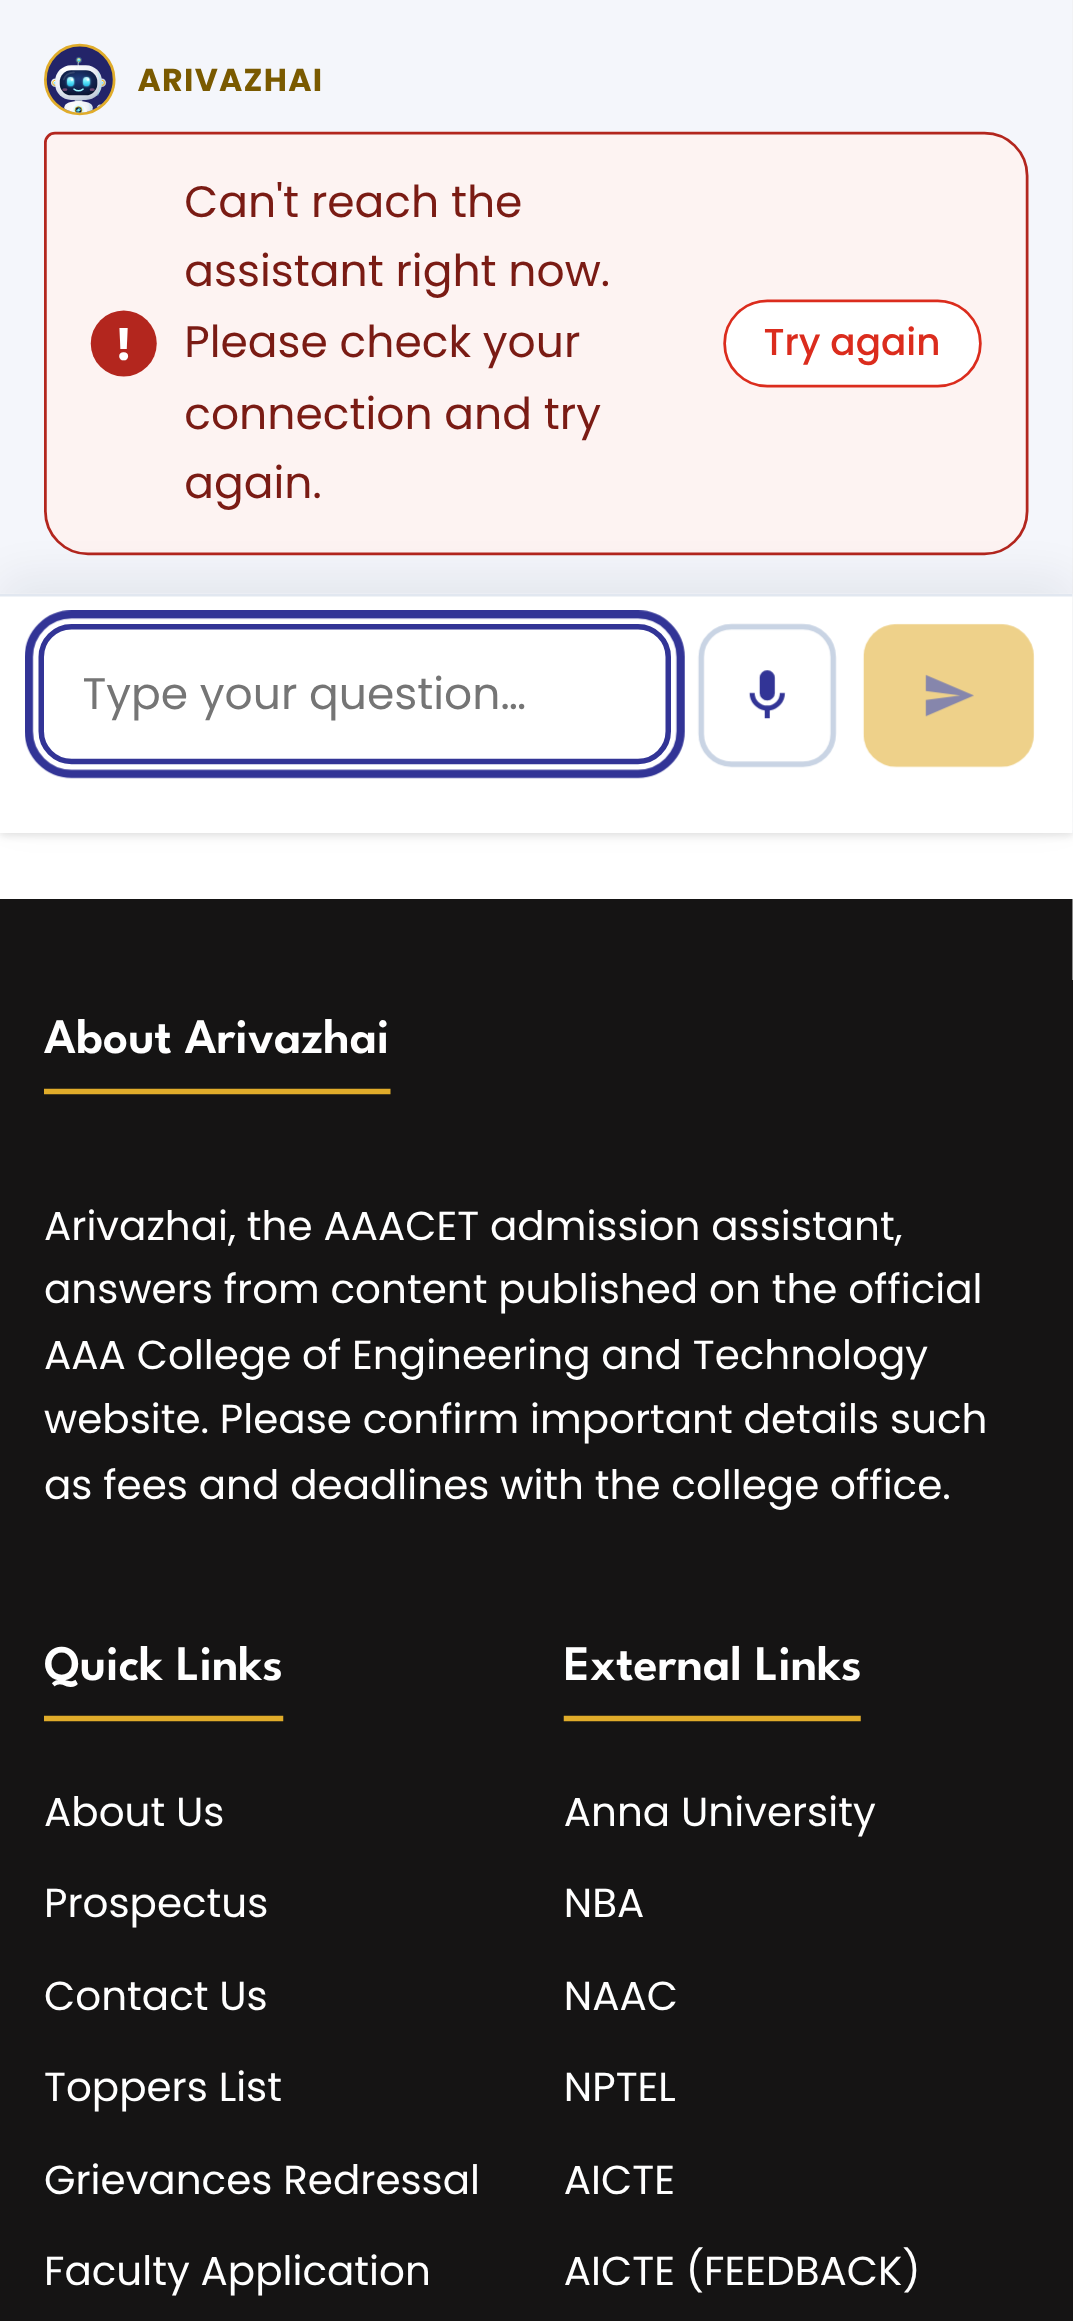 ARIVAZHAI
Can't reach the
assistant right now.
Please check your
connection and try
again.
Try again
Type your question...
About Arivazhai
Arivazhai, the AAACET admission assistant,
answers from content published on the official
AAA College of Engineering and Technology
website. Please confirm important details such
as fees and deadlines with the college office.
Quick Links
About Us
Prospectus
Contact Us
Toppers List
Grievances Redressal
Faculty Application
External Links
Anna University
NBA
NAAC
NPTEL
AICTE
AICTE (FEEDBACK)